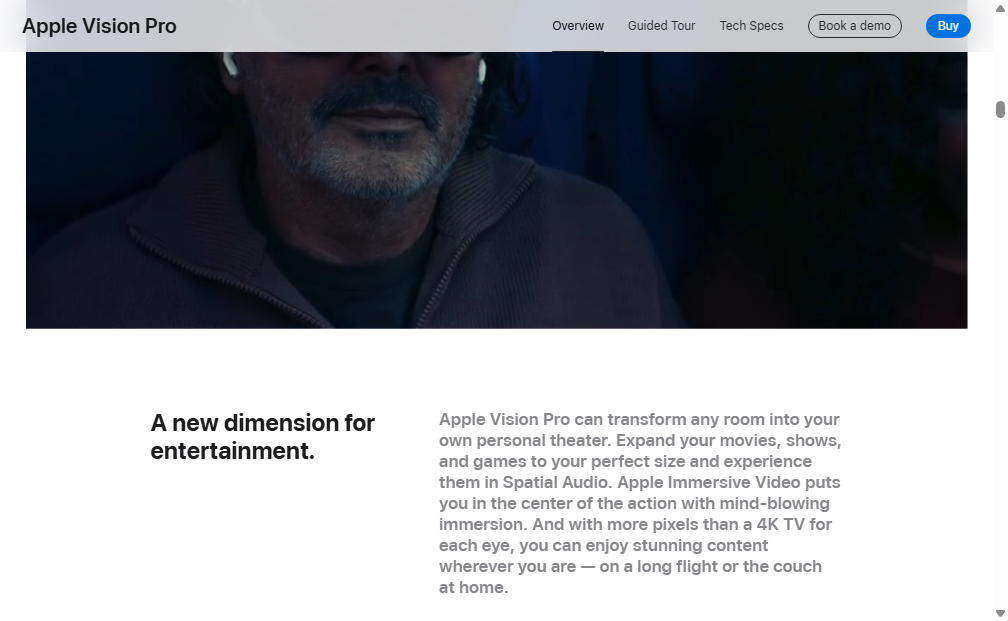 Apple Vision Pro
Overview
Guided Tour
Tech Specs
Book a demo
Buy
A new dimension for
entertainment.
Apple Vision Pro can transform any room into your
own personal theater. Expand your movies, shows,
and games to your perfect size and experience
them in Spatial Audio. Apple Immersive Video puts
you in the center of the action with mind-blowing
immersion. And with more pixels than a 4K TV for
each eye, you can enjoy stunning content
wherever you are — on a long flight or the couch
at home.